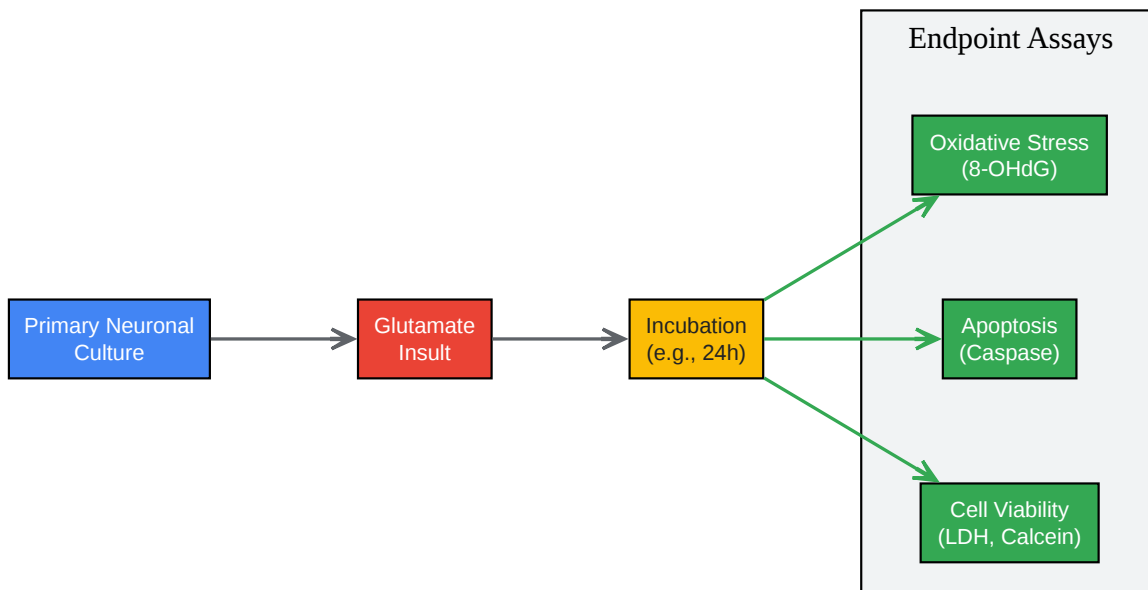 Endpoint Assays
Oxidative Stress
(8-OHdG)
Primary Neuronal
Culture
Glutamate
Insult
Incubation
(e.g., 24h)
Apoptosis
(Caspase)
Cell Viability
(LDH, Calcein)